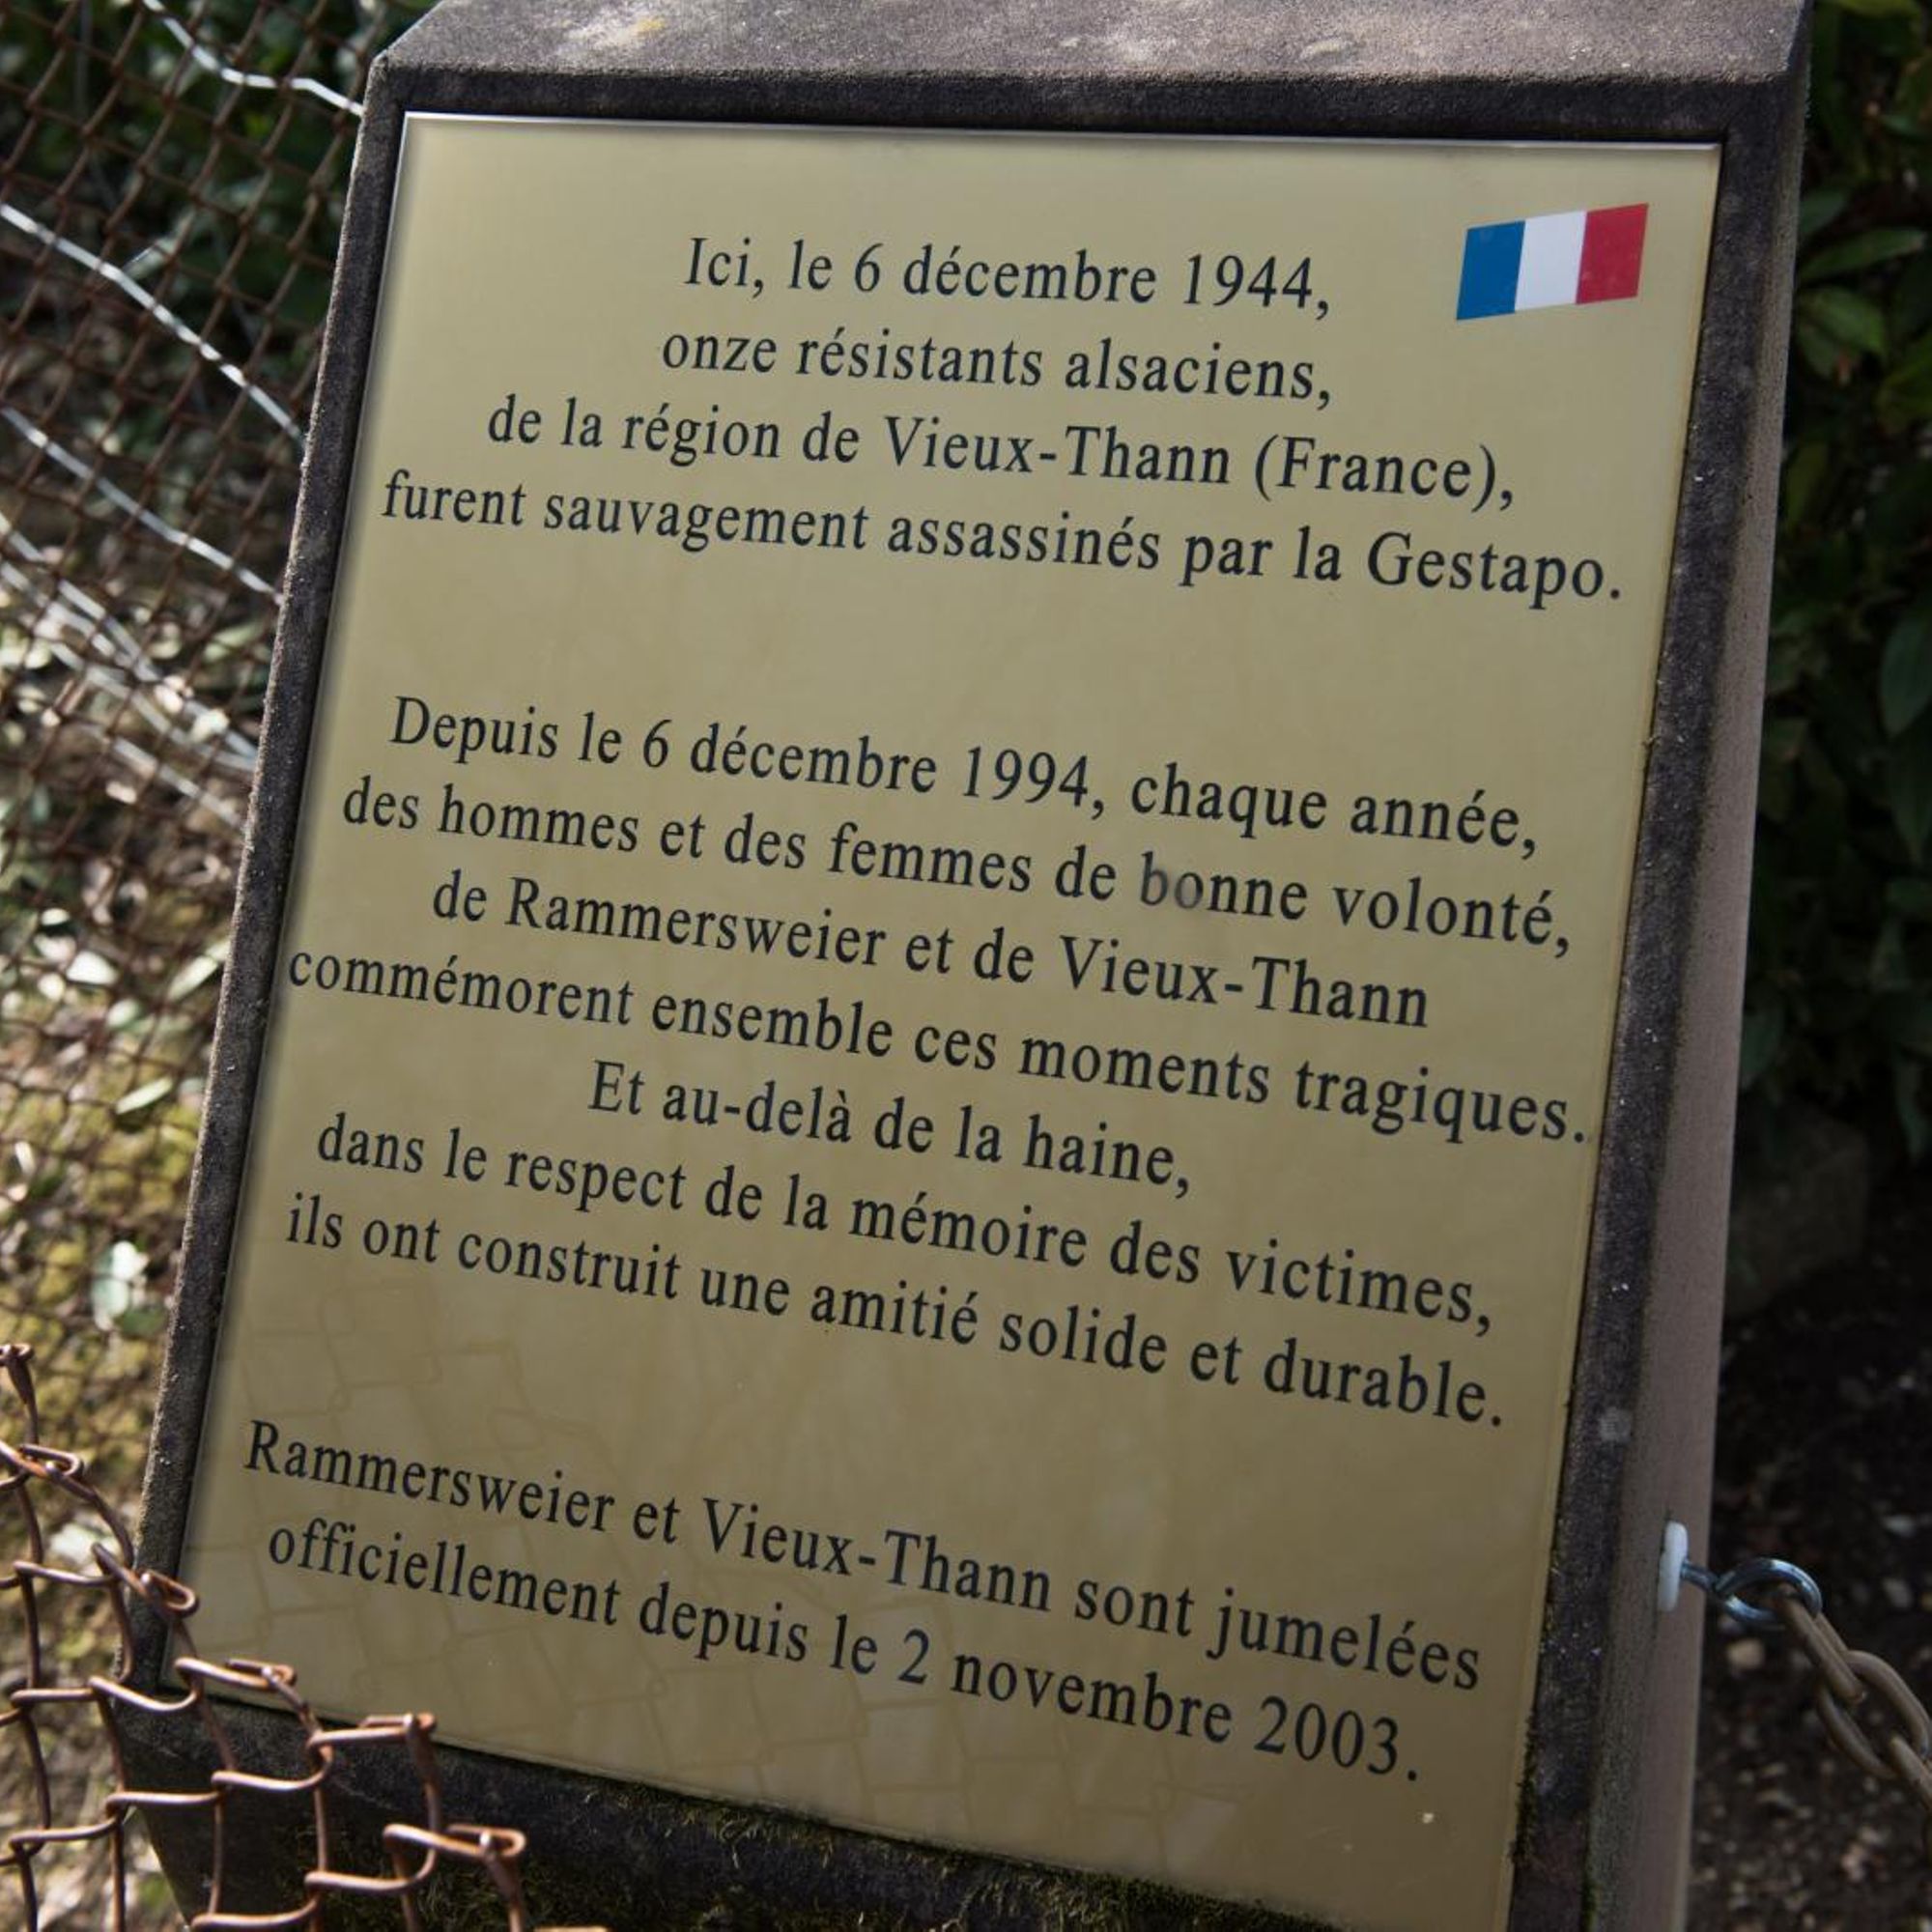 Ici, le 6 décembre 1944,
onze résistants alsaciens,
de la région de Vieux-Thann (France),
furent sauvagement assassinés par la Gestapo.
Depuis le 6 décembre 1994, chaque année,
des hommes et des femmes de bonne volonté,
de Rammersweier et de Vieux-Thann
commémorent ensemble ces moments tragiques.
Et au-delà de la haine,
dans le respect de la mémoire des victimes,
ils ont construit une amitié solide et durable.
Rammersweier et Vieux-Thann sont jumelées
officiellement depuis le 2 novembre 2003.